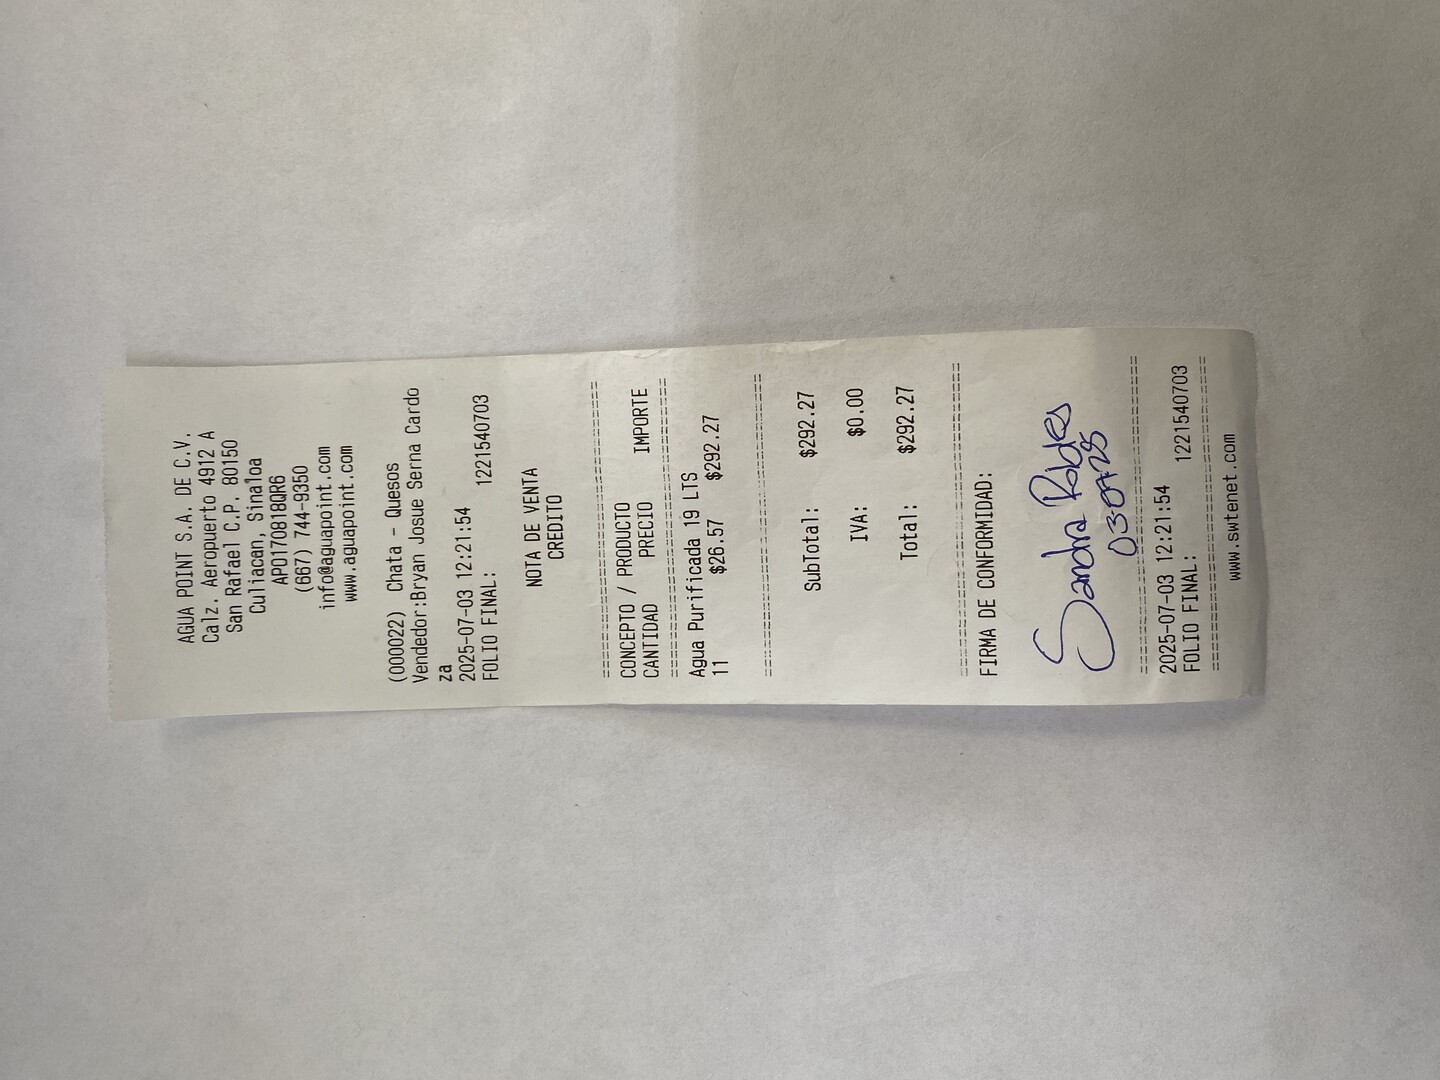 AGUA POINT S.A. DE C.V.
Calz. Aeropuerto 4912 A
San Rafael C.P. 80150
Culiacan, Sinaloa
APO170818QR6
(667) 744-9350
info@aguapoint.com
www.aguapoint.com
(000022) Chata - Quesos
Vendedor:Bryan Josue Serna Cardo
za
2025-07-03 12:21:54
FOLIO FINAL: 1221540703
NOTA DE VENTA
CREDITO
================================
CONCEPTO / PRODUCTO
CANTIDAD PRECIO IMPORTE
================================
Agua Purificada 19 LTS
11 $26.57 $292.27
================================
SubTotal: $292.27
IVA: $0.00
Total: $292.27
================================
FIRMA DE CONFORMIDAD:
Sandra Robles
03-07-25
================================
2025-07-03 12:21:54
FOLIO FINAL: 1221540703
================================
www.swtenet.com